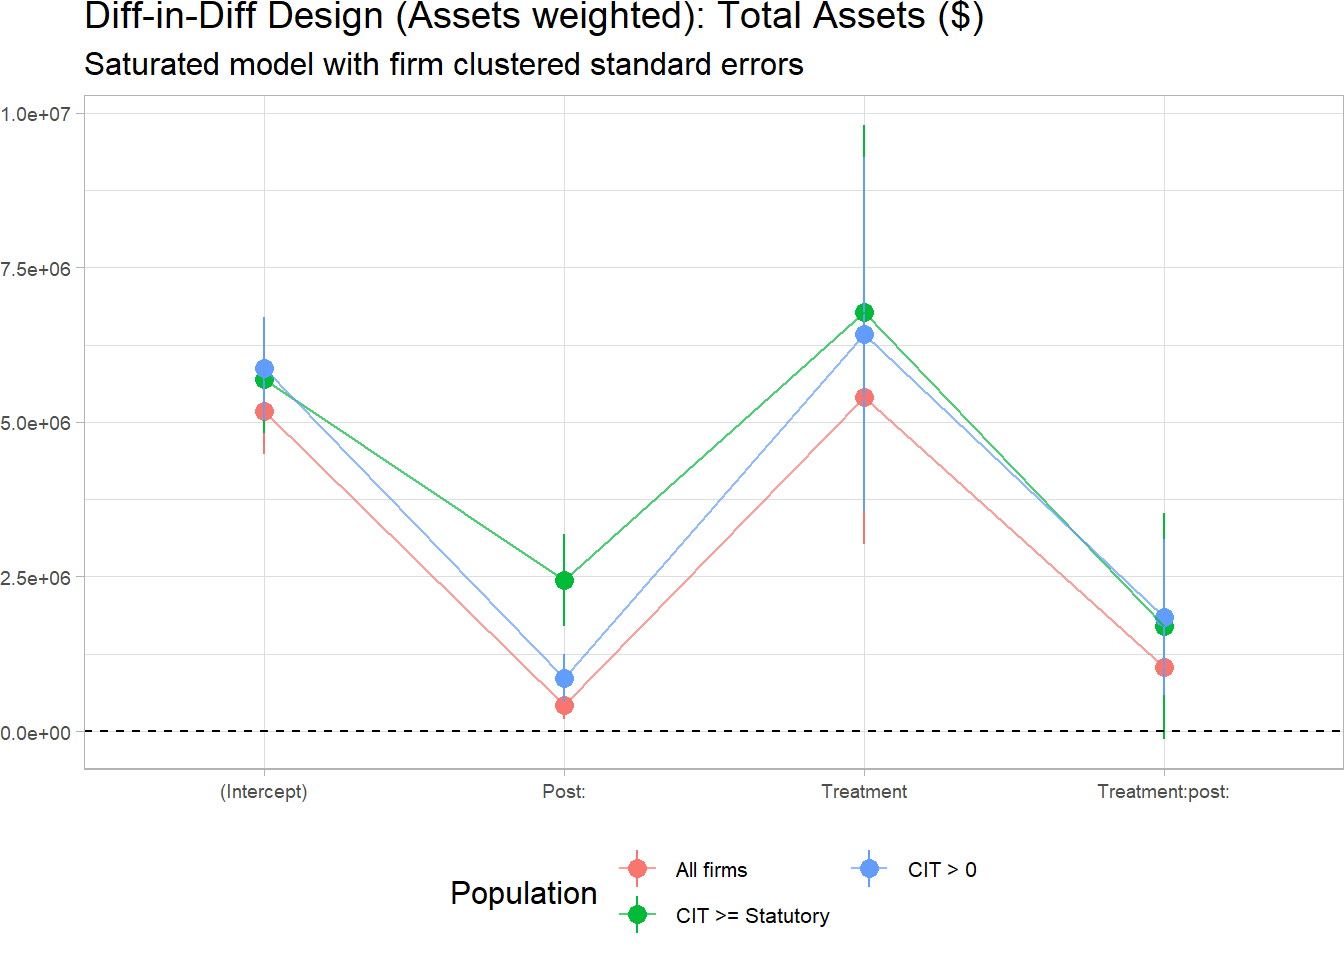 Diff-in-Diff Design (Assets weighted): Total Assets ($)
Saturated model with firm clustered standard errors
1.0e+07
7.5e+06
5.0e+06
2.5e+06
0.0e+00
(Intercept)
Post:
Treatment
Treatment:post:
Population
All firms
CIT >= Statutory
CIT > 0